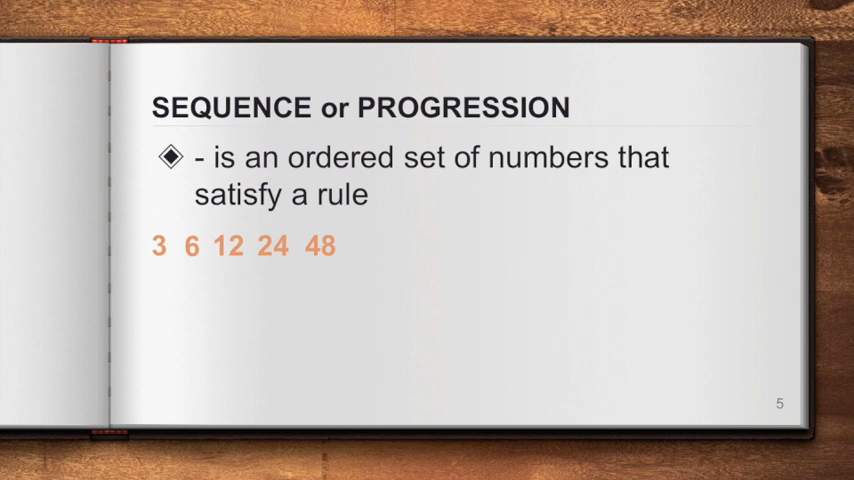 SEQUENCE or PROGRESSION
- is an ordered set of numbers that
satisfy a rule
3 6 12 24 48
5